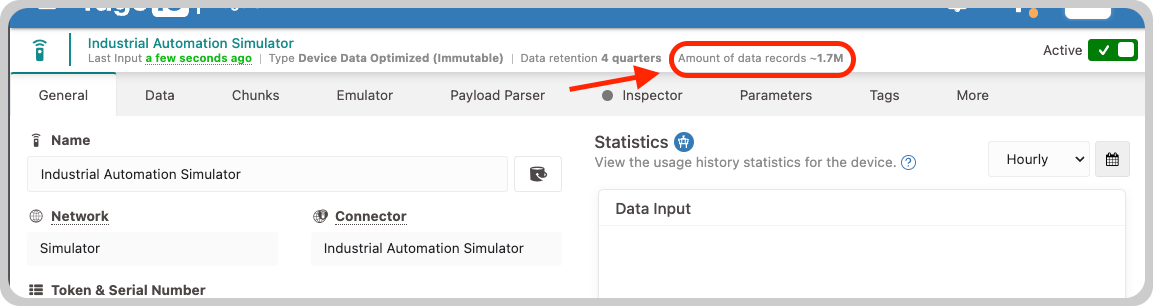 Industrial Automation Simulator
Last Input a few seconds ago | Type Device Data Optimized (Immutable) | Data retention 4 quarters | Amount of data records ~1.7M
Active
General Data Chunks Emulator Payload Parser Inspector Parameters Tags More
Name
Industrial Automation Simulator
Network
Simulator
Connector
Industrial Automation Simulator
Token & Serial Number
Statistics
View the usage history statistics for the device. ?
Hourly
Data Input